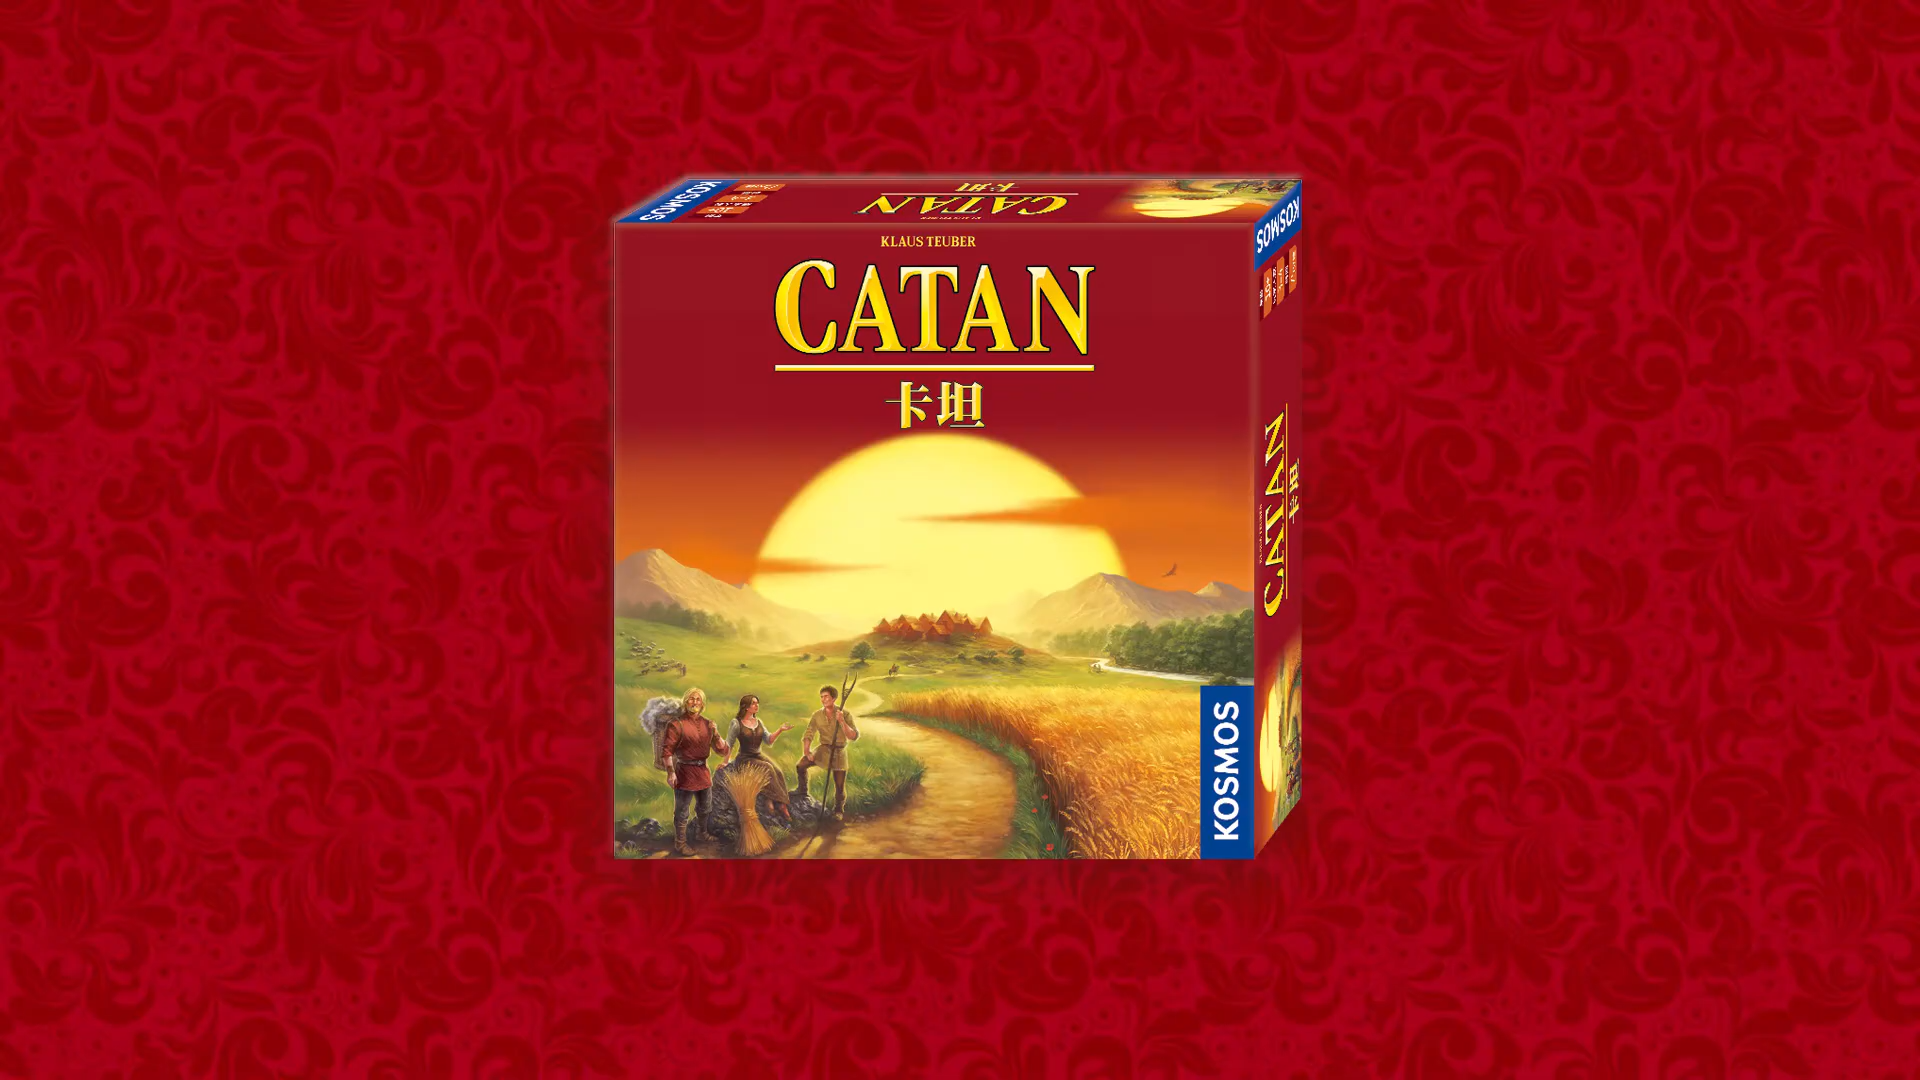 KOSMOS
CATAN
卡坦
KLAUS TEUBER
CATAN
卡坦
KOSMOS
KOSMOS
CATAN
卡坦